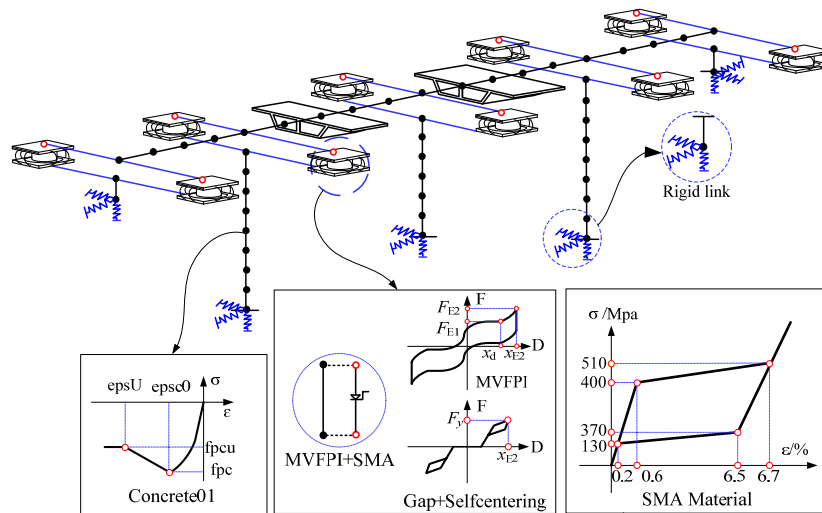 Rigid link
σ
epsU
epsc0
ε
fpcu
fpc
Concrete01
MVFPI+SMA
F
F_E2
F_E1
x_d
x_E2
D
MVFPI
F
F_y
D
x_E2
Gap+Selfcentering
σ /Mpa
510
400
370
130
ε/%
0.2
0.6
6.5
6.7
SMA Material